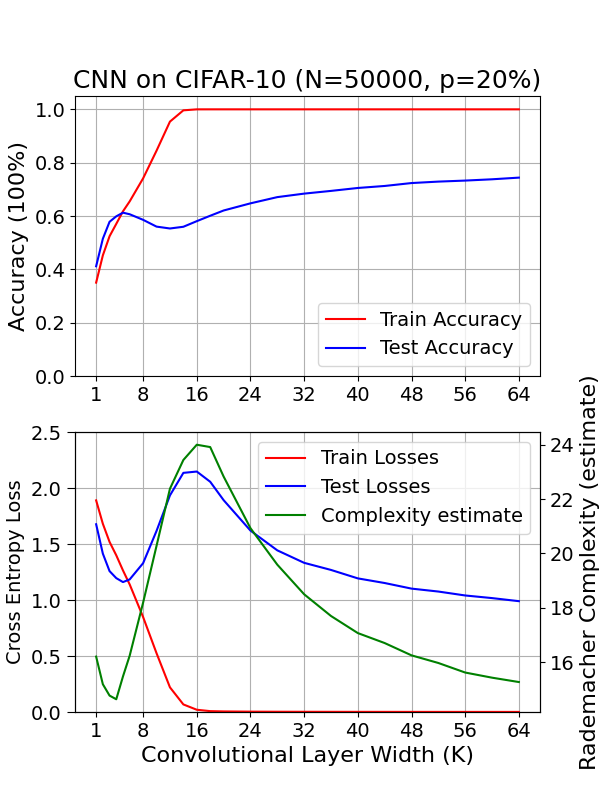 CNN on CIFAR-10 (N=50000, p=20%)
Accuracy (100%)
1.0
0.8
0.6
0.4
0.2
0.0
Train Accuracy
Test Accuracy
1 8 16 24 32 40 48 56 64
Cross Entropy Loss
2.5
2.0
1.5
1.0
0.5
0.0
Train Losses
Test Losses
Complexity estimate
24
22
20
18
16
Rademacher Complexity (estimate)
1 8 16 24 32 40 48 56 64
Convolutional Layer Width (K)